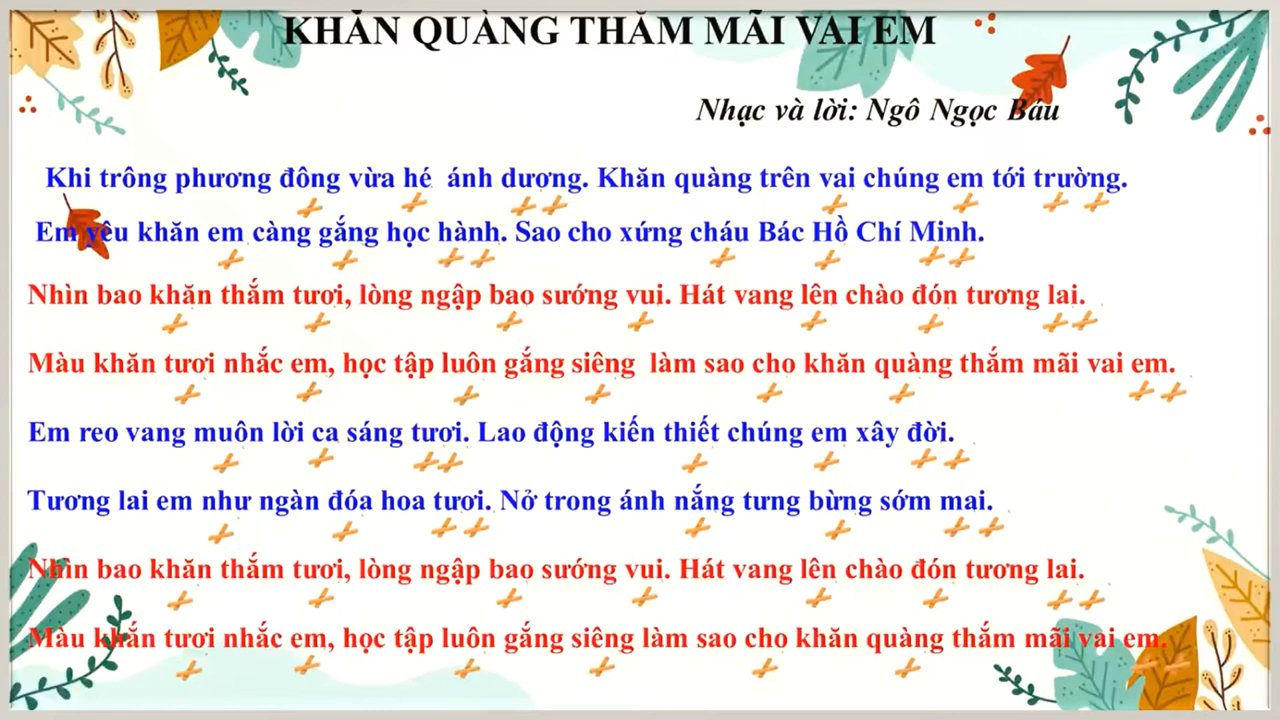 KHĂN QUÀNG THẮM MÃI VAI EM
Nhạc và lời: Ngô Ngọc Báu
Khi trông phương đông vừa hé ánh dương. Khăn quàng trên vai chúng em tới trường.
Em yêu khăn em càng gắng học hành. Sao cho xứng cháu Bác Hồ Chí Minh.
Nhìn bao khăn thắm tươi, lòng ngập bao sướng vui. Hát vang lên chào đón tương lai.
Màu khăn tươi nhắc em, học tập luôn gắng siêng làm sao cho khăn quàng thắm mãi vai em.
Em reo vang muôn lời ca sáng tươi. Lao động kiến thiết chúng em xây đời.
Tương lai em như ngàn đóa hoa tươi. Nở trong ánh nắng tưng bừng sớm mai.
Nhìn bao khăn thắm tươi, lòng ngập bao sướng vui. Hát vang lên chào đón tương lai.
Màu khắn tươi nhắc em, học tập luôn gắng siêng làm sao cho khăn quàng thắm mãi vai em.